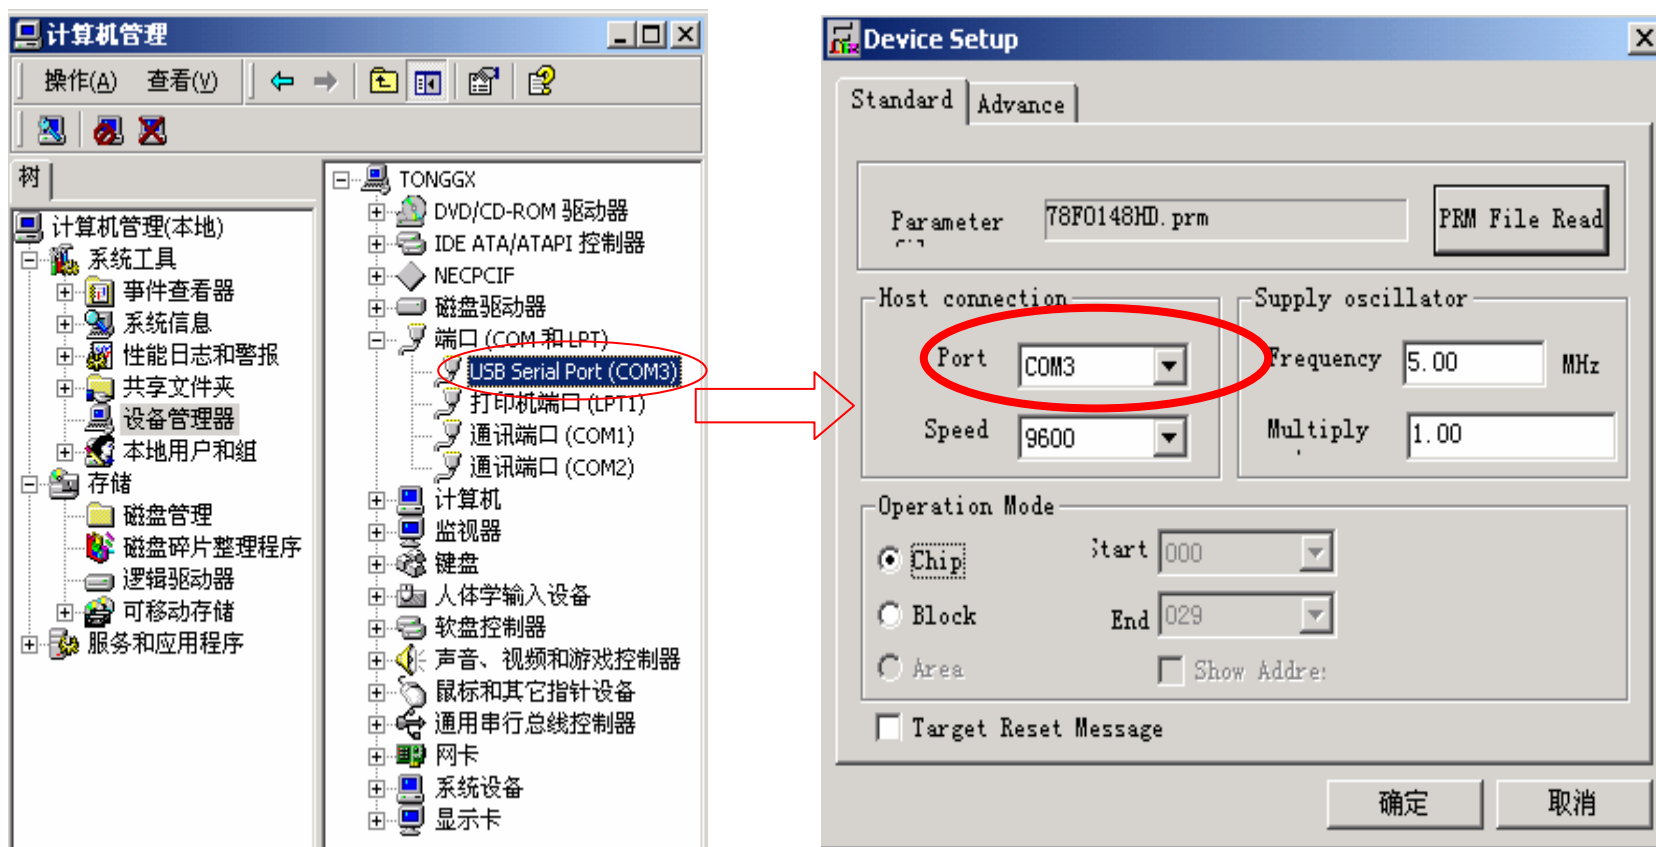 计算机管理
操作(A) 查看(V)
树
计算机管理(本地)
系统工具
事件查看器
系统信息
性能日志和警报
共享文件夹
设备管理器
本地用户和组
存储
磁盘管理
磁盘碎片整理程序
逻辑驱动器
可移动存储
服务和应用程序
TONGGX
DVD/CD-ROM 驱动器
IDE ATA/ATAPI 控制器
NECPCIF
磁盘驱动器
端口 (COM 和 LPT)
USB Serial Port (COM3)
打印机端口 (LPT1)
通讯端口 (COM1)
通讯端口 (COM2)
计算机
监视器
键盘
人体学输入设备
软盘控制器
声音、视频和游戏控制器
鼠标和其它指针设备
通用串行总线控制器
网卡
系统设备
显示卡
Device Setup
Standard Advance
Parameter 78F0148HD.prm PRM File Read
Host connection
Port COM3
Speed 9600
Supply oscillator
Frequency 5.00 MHz
Multiply 1.00
Operation Mode
Chip Start 000
Block End 029
Area Show Addre:
Target Reset Message
确定 取消